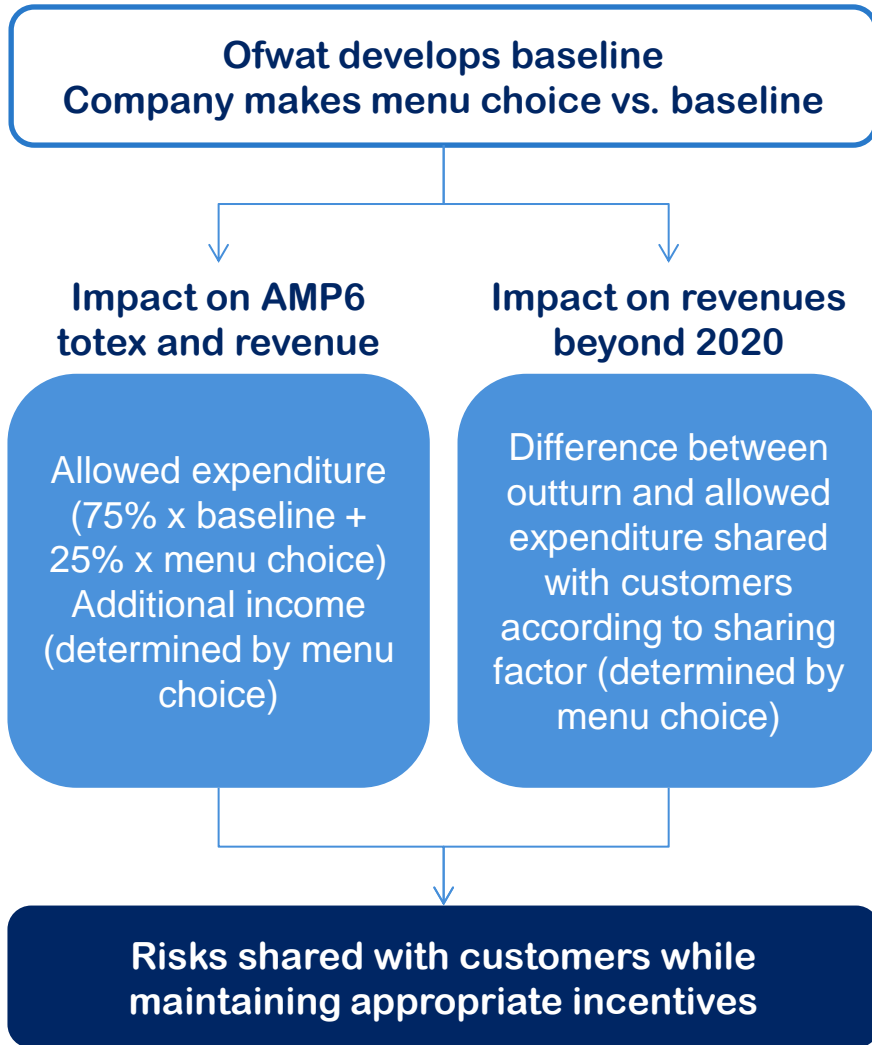 Ofwat develops baseline
Company makes menu choice vs. baseline
Impact on AMP6
totex and revenue
Allowed expenditure
(75% x baseline +
25% x menu choice)
Additional income
(determined by menu
choice)
Impact on revenues
beyond 2020
Difference between
outturn and allowed
expenditure shared
with customers
according to sharing
factor (determined by
menu choice)
Risks shared with customers while
maintaining appropriate incentives